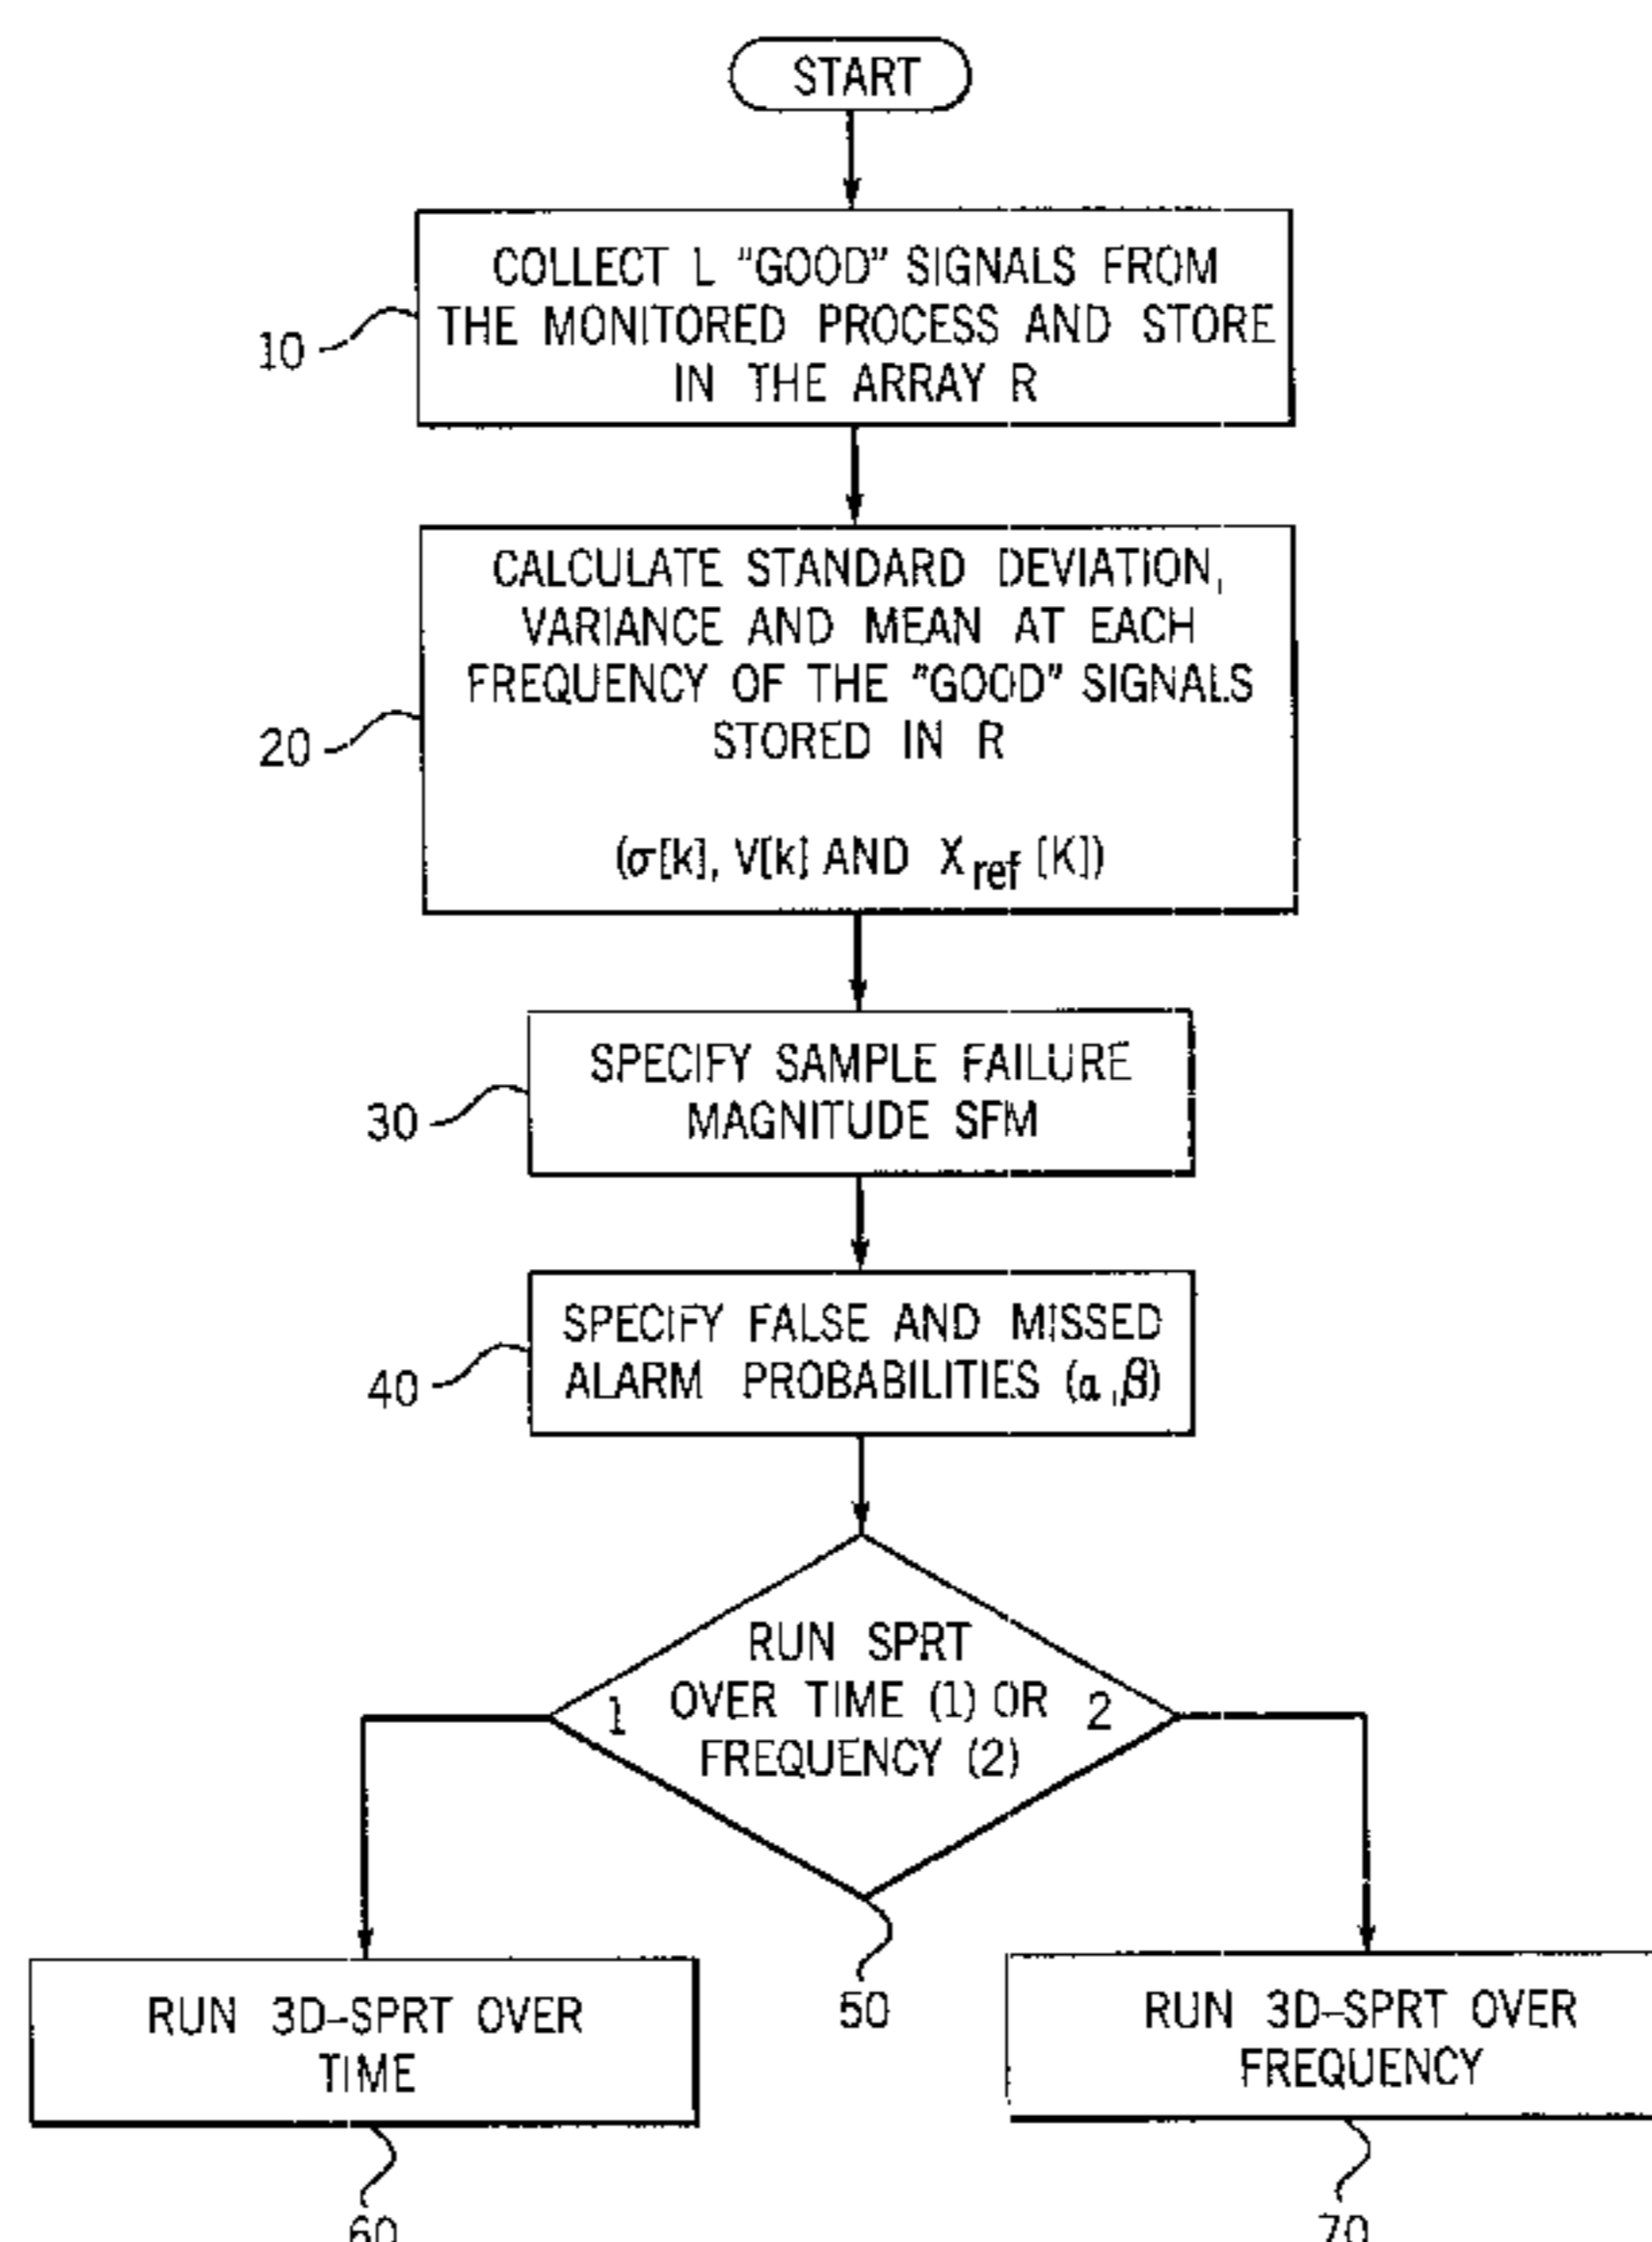 START
COLLECT L "GOOD" SIGNALS FROM
THE MONITORED PROCESS AND STORE
IN THE ARRAY R
10
CALCULATE STANDARD DEVIATION,
VARIANCE AND MEAN AT EACH
FREQUENCY OF THE "GOOD" SIGNALS
STORED IN R
20
(σ[k], V[k] AND Xref [K])
SPECIFY SAMPLE FAILURE
MAGNITUDE SFM
30
SPECIFY FALSE AND MISSED
ALARM PROBABILITIES (α,β)
40
RUN SPRT
1 OVER TIME (1) OR 2
FREQUENCY (2)
50
RUN 3D-SPRT OVER
TIME
RUN 3D-SPRT OVER
FREQUENCY
60
70